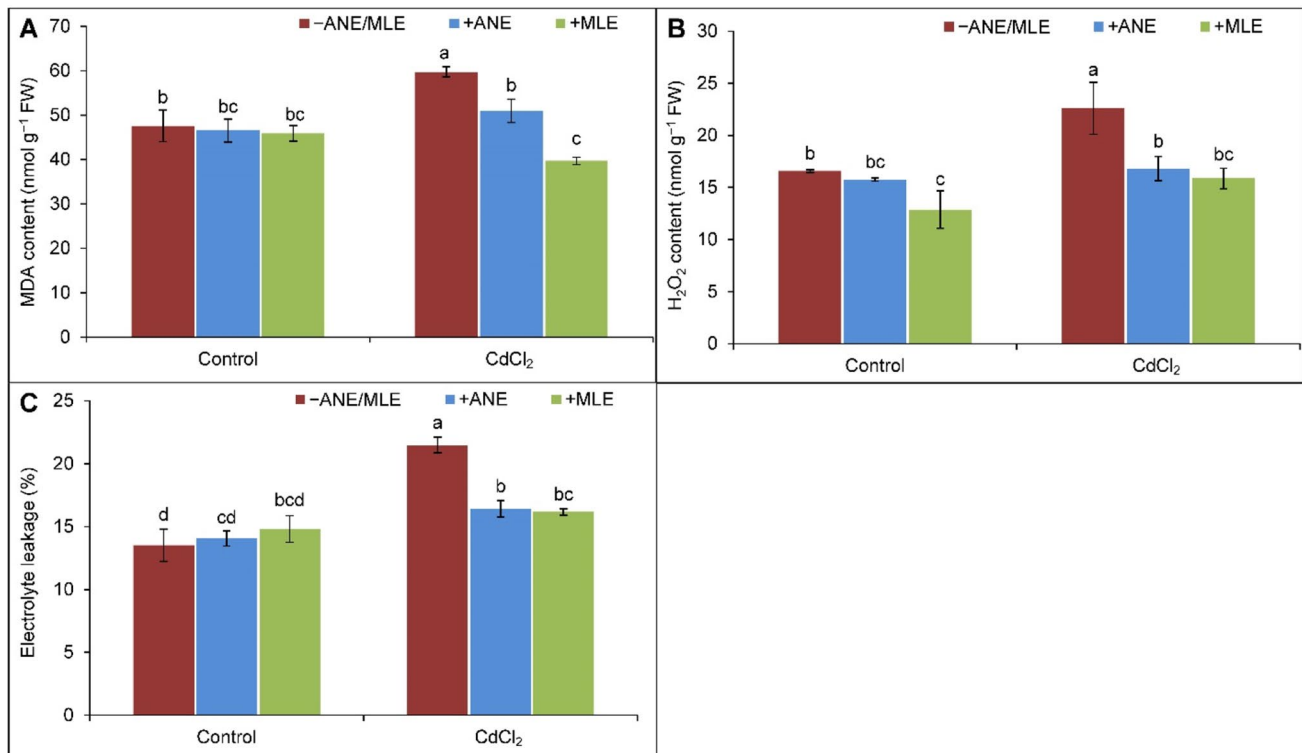 A
−ANE/MLE +ANE +MLE
MDA content (nmol g⁻¹ FW)
70
60
50
40
30
20
10
0
b bc bc a b c
Control CdCl₂
B
−ANE/MLE +ANE +MLE
H₂O₂ content (nmol g⁻¹ FW)
30
25
20
15
10
5
0
b bc c a b bc
Control CdCl₂
C
−ANE/MLE +ANE +MLE
Electrolyte leakage (%)
25
20
15
10
5
0
d cd bcd a b bc
Control CdCl₂